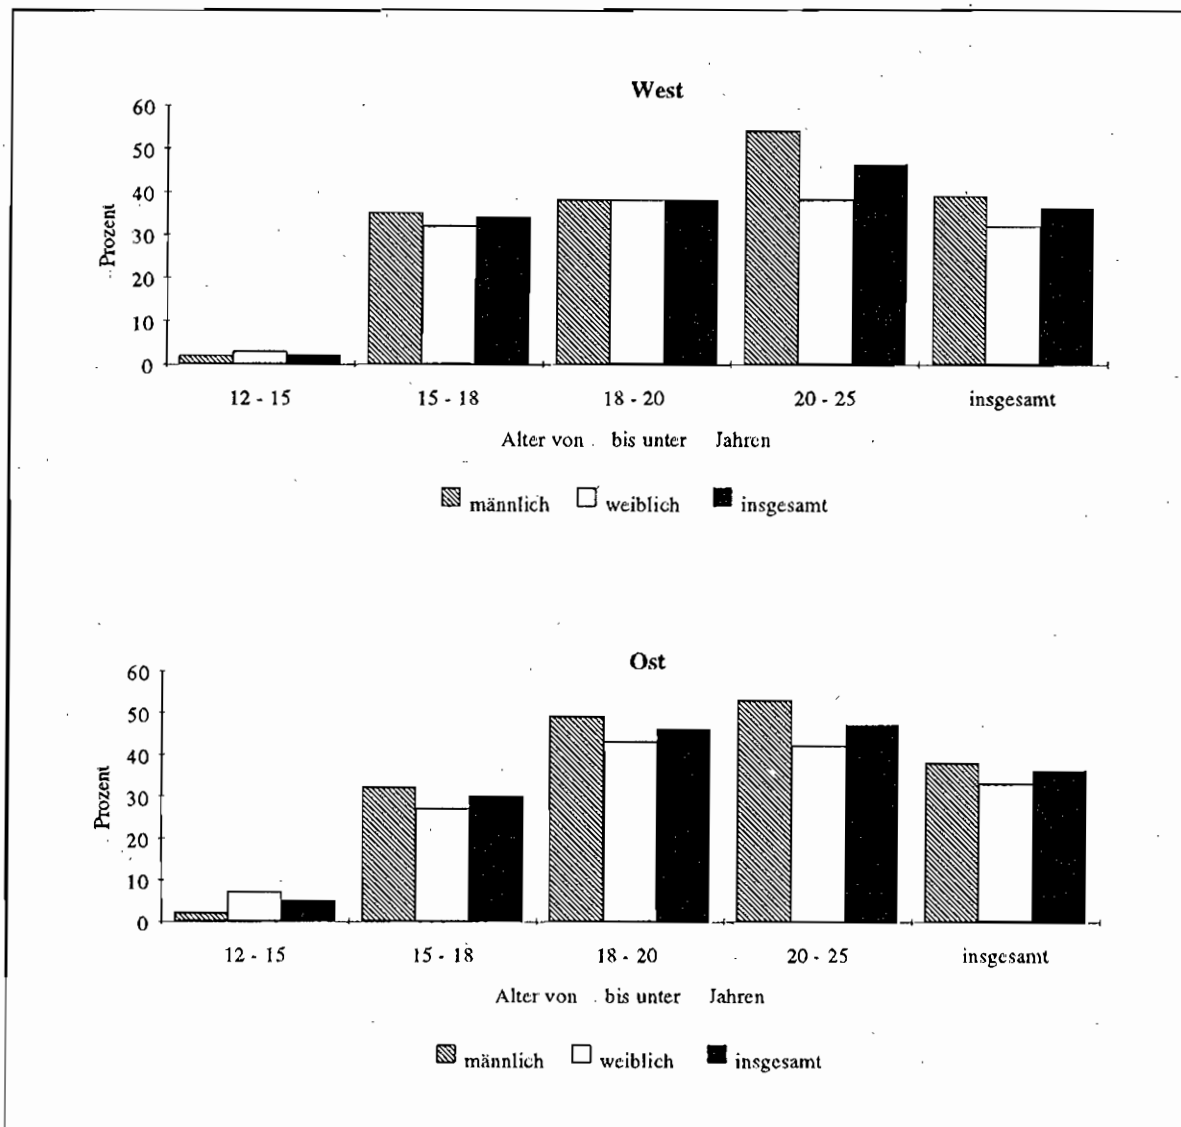 West
60
50
40
30
20
10
0
Prozent
12 - 15 15 - 18 18 - 20 20 - 25 insgesamt
Alter von . bis unter Jahren
männlich weiblich insgesamt
Ost
60
50
40
30
20
10
0
Prozent
12 - 15 15 - 18 18 - 20 20 - 25 insgesamt
Alter von . bis unter Jahren
männlich weiblich insgesamt